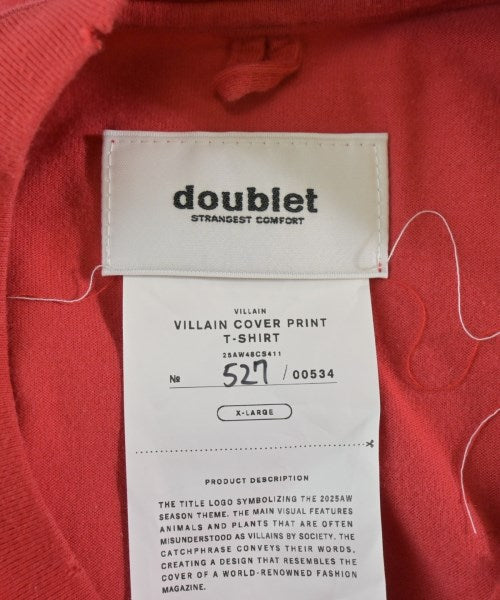 doublet
STRANGEST COMFORT
VILLAIN
VILLAIN COVER PRINT
T-SHIRT
25AW48CS411
№ 527 / 00534
X-LARGE
PRODUCT DESCRIPTION
THE TITLE LOGO SYMBOLIZING THE 2025AW
SEASON THEME. THE MAIN VISUAL FEATURES
ANIMALS AND PLANTS THAT ARE OFTEN
MISUNDERSTOOD AS VILLAINS BY SOCIETY. THE
CATCHPHRASE CONVEYS THEIR WORDS,
CREATING A DESIGN THAT RESEMBLES THE
COVER OF A WORLD-RENOWNED FASHION
MAGAZINE.